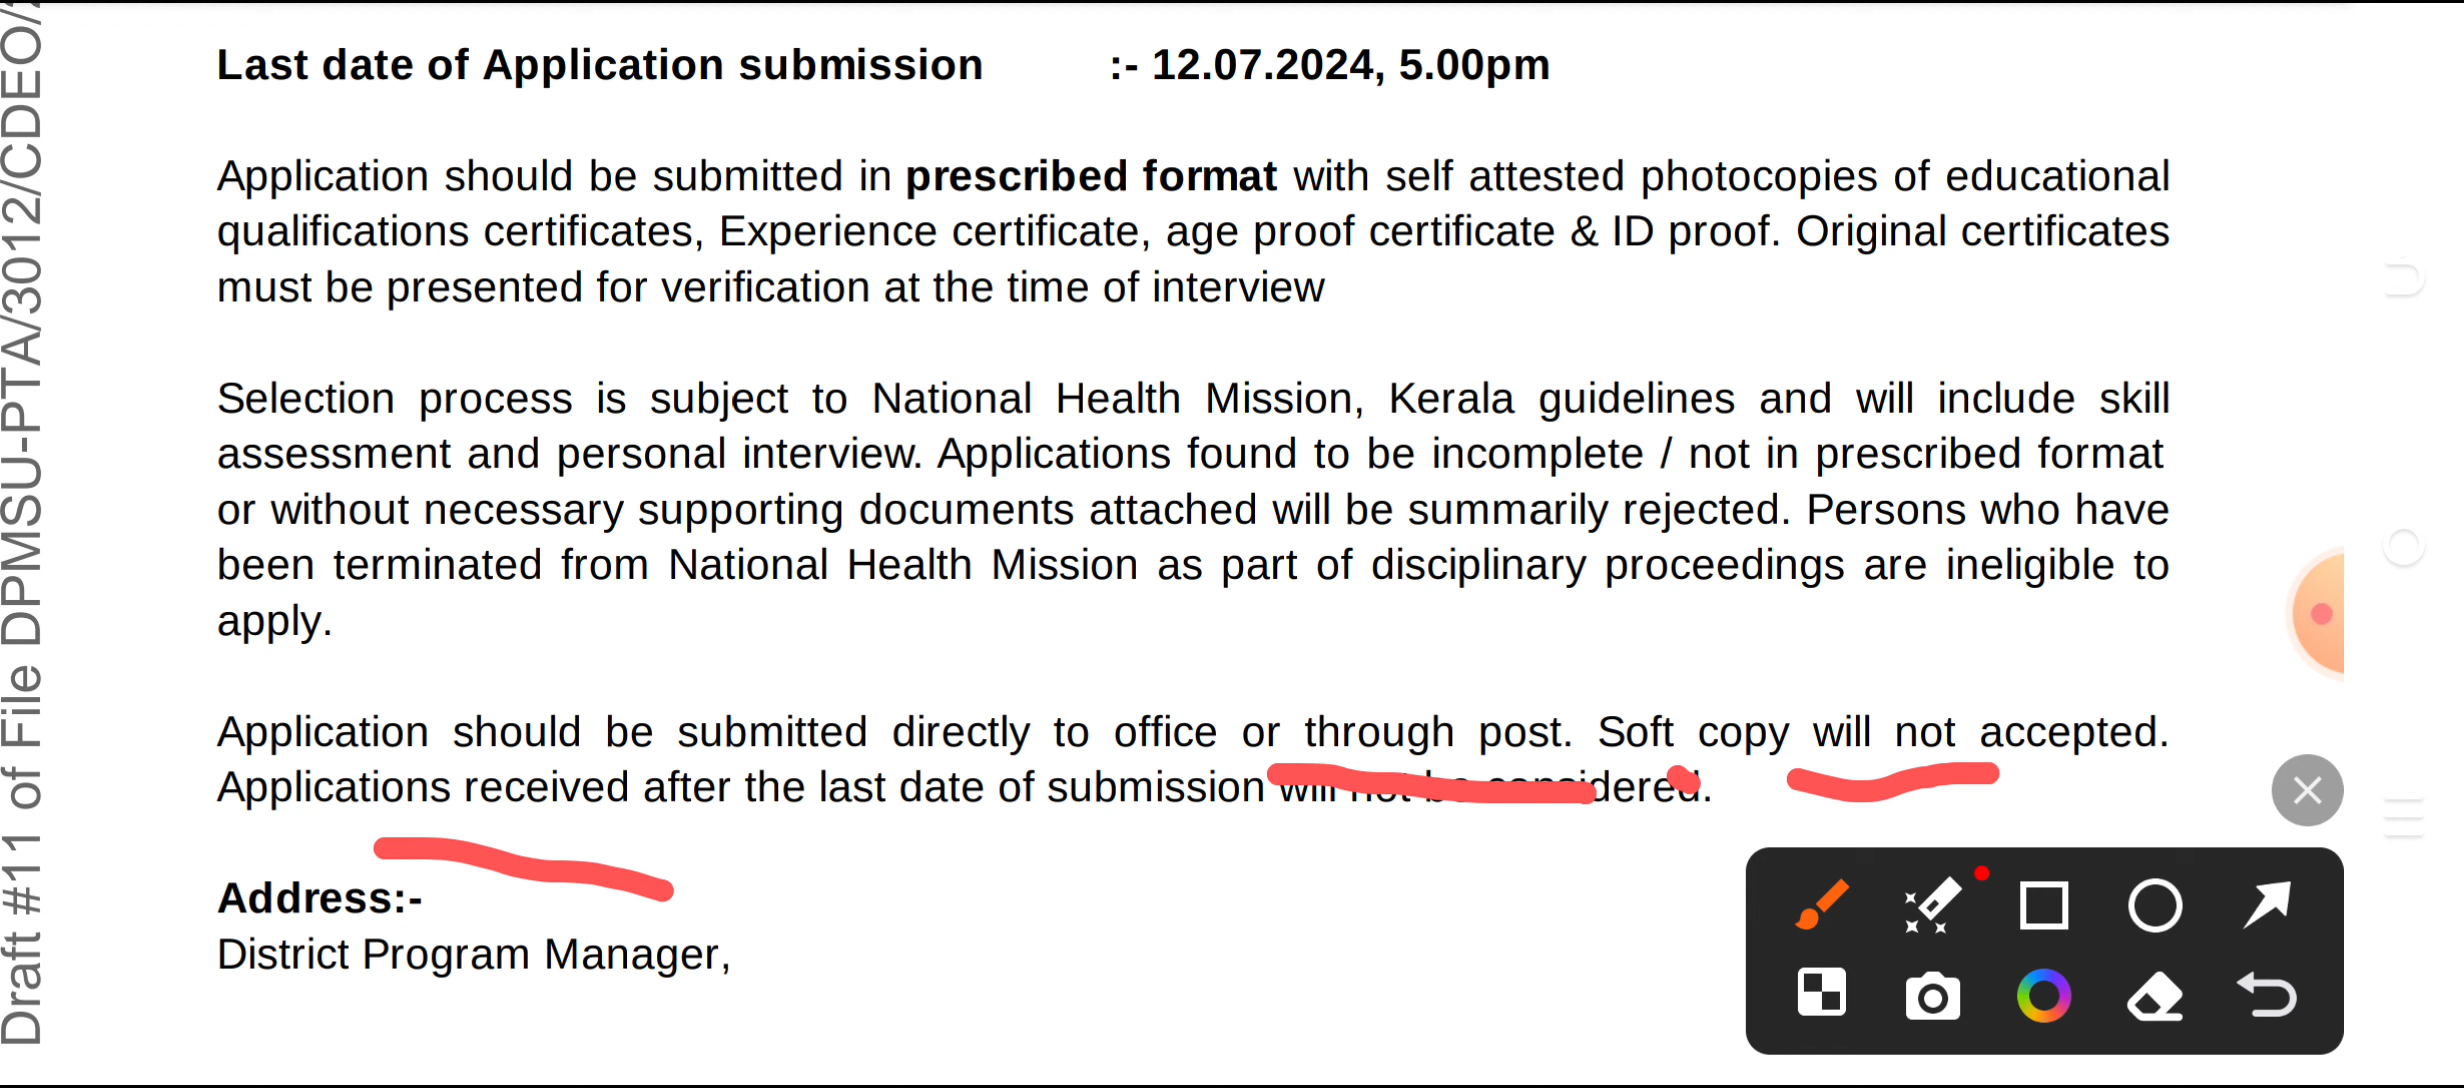 Draft #11 of File DPMSU-PTA/3012/CDEO/
Last date of Application submission :- 12.07.2024, 5.00pm
Application should be submitted in prescribed format with self attested photocopies of educational
qualifications certificates, Experience certificate, age proof certificate & ID proof. Original certificates
must be presented for verification at the time of interview
Selection process is subject to National Health Mission, Kerala guidelines and will include skill
assessment and personal interview. Applications found to be incomplete / not in prescribed format
or without necessary supporting documents attached will be summarily rejected. Persons who have
been terminated from National Health Mission as part of disciplinary proceedings are ineligible to
apply.
Application should be submitted directly to office or through post. Soft copy will not accepted.
Applications received after the last date of submission will not be considered.
Address:-
District Program Manager,